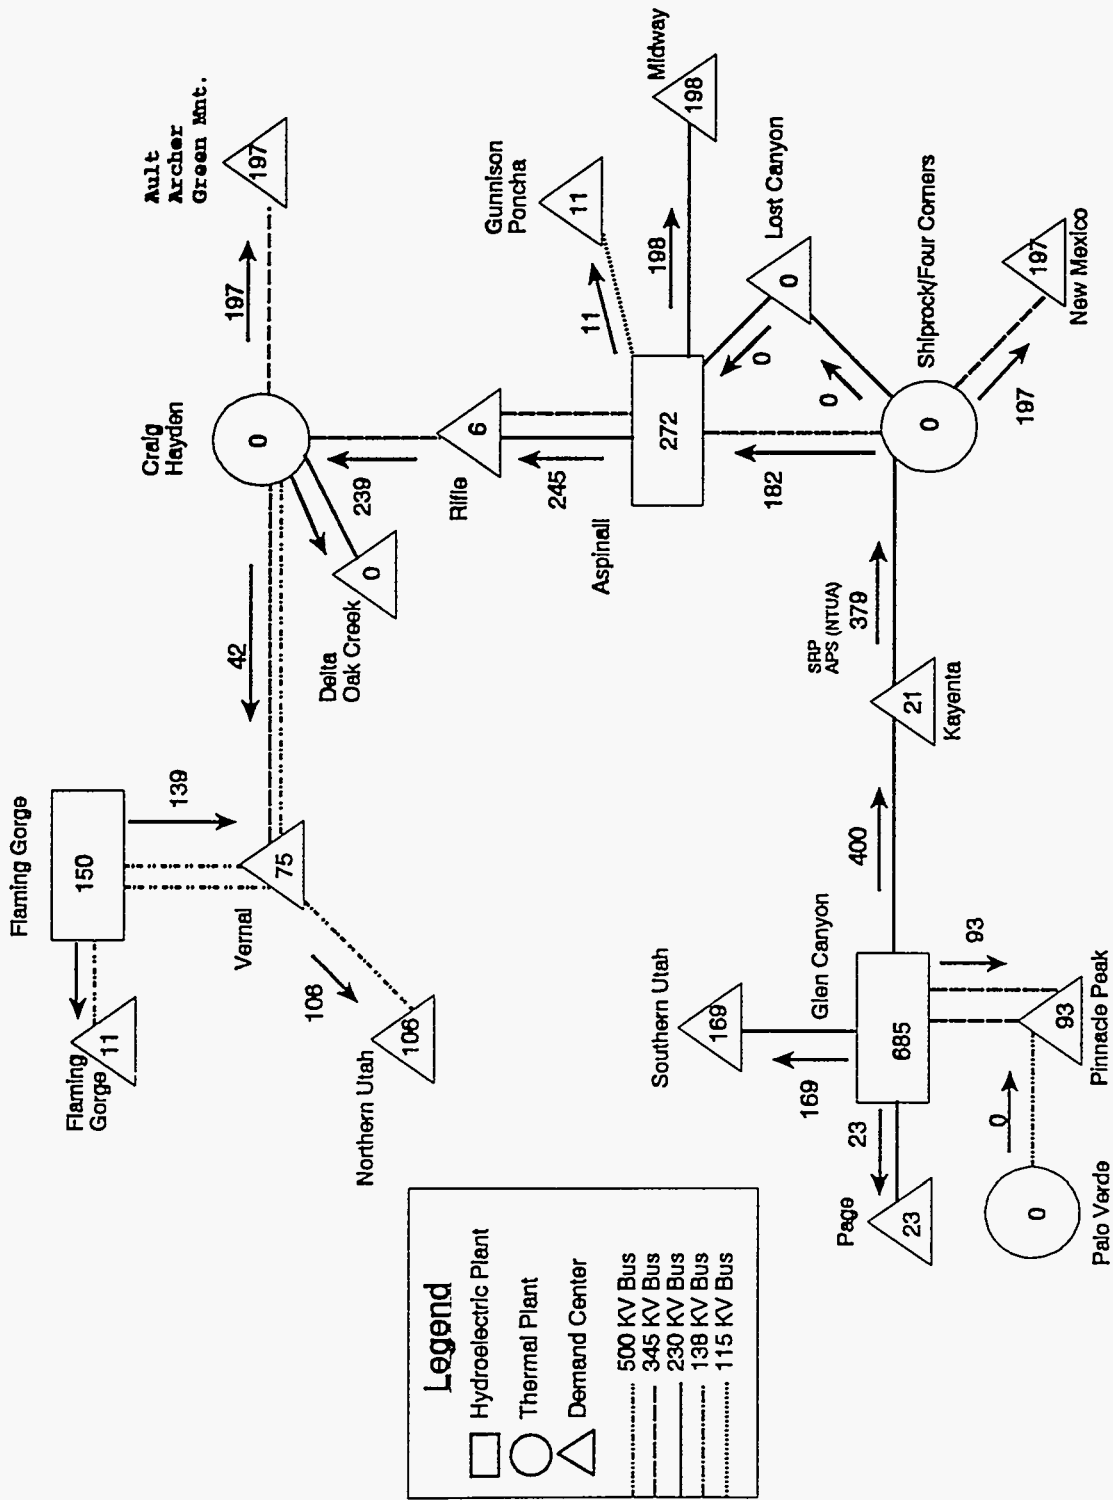 Flaming Gorge
150
139
Flaming
Gorge
11
Vernal
75
108
Northern Utah
42
Craig
Hayden
0
197
Ault
Archer
Green Mnt.
197
Delta
Oak Creek
0
239
Rifle
6
245
Aspinall
272
11
Gunnison
Poncha
11
198
Midway
198
0
Lost Canyon
0
0
182
Shiprock/Four Corners
0
197
197
New Mexico
SRP
APS (NTUA)
379
21
Kayenta
400
Southern Utah
169
169
Glen Canyon
685
93
93
Pinnacle Peak
Page
23
23
0
0
Palo Verde
Legend
Hydroelectric Plant
Thermal Plant
Demand Center
500 KV Bus
345 KV Bus
230 KV Bus
138 KV Bus
115 KV Bus